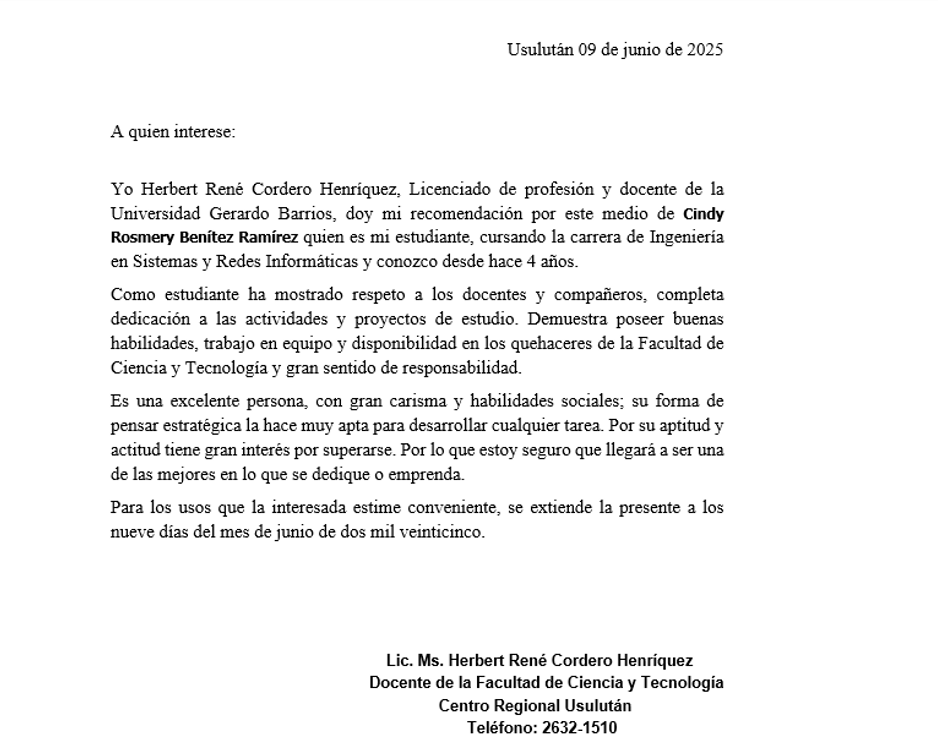 Usulután 09 de junio de 2025
A quien interese:
Yo Herbert René Cordero Henríquez, Licenciado de profesión y docente de la
Universidad Gerardo Barrios, doy mi recomendación por este medio de Cindy
Rosmery Benítez Ramírez quien es mi estudiante, cursando la carrera de Ingeniería
en Sistemas y Redes Informáticas y conozco desde hace 4 años.
Como estudiante ha mostrado respeto a los docentes y compañeros, completa
dedicación a las actividades y proyectos de estudio. Demuestra poseer buenas
habilidades, trabajo en equipo y disponibilidad en los quehaceres de la Facultad de
Ciencia y Tecnología y gran sentido de responsabilidad.
Es una excelente persona, con gran carisma y habilidades sociales; su forma de
pensar estratégica la hace muy apta para desarrollar cualquier tarea. Por su aptitud y
actitud tiene gran interés por superarse. Por lo que estoy seguro que llegará a ser una
de las mejores en lo que se dedique o emprenda.
Para los usos que la interesada estime conveniente, se extiende la presente a los
nueve días del mes de junio de dos mil veinticinco.
Lic. Ms. Herbert René Cordero Henríquez
Docente de la Facultad de Ciencia y Tecnología
Centro Regional Usulután
Teléfono: 2632-1510